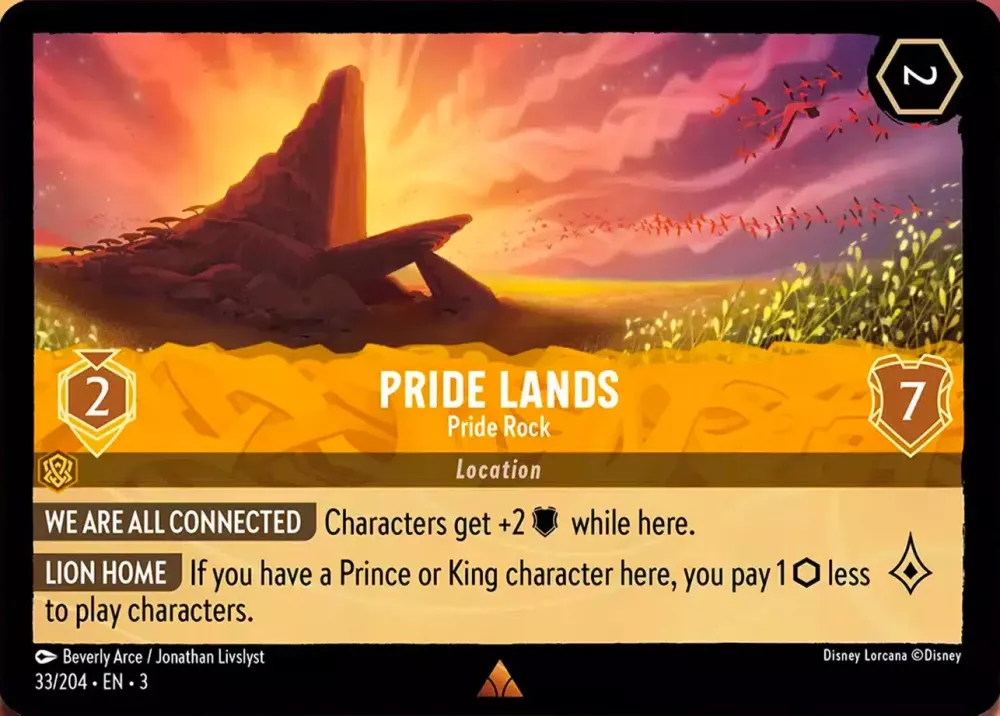 2
2
PRIDE LANDS
Pride Rock
7
Location
WE ARE ALL CONNECTED Characters get +2 while here.
LION HOME If you have a Prince or King character here, you pay 1 less
to play characters.
Beverly Arce / Jonathan Livslyst
Disney Lorcana ©Disney
33/204 • EN • 3